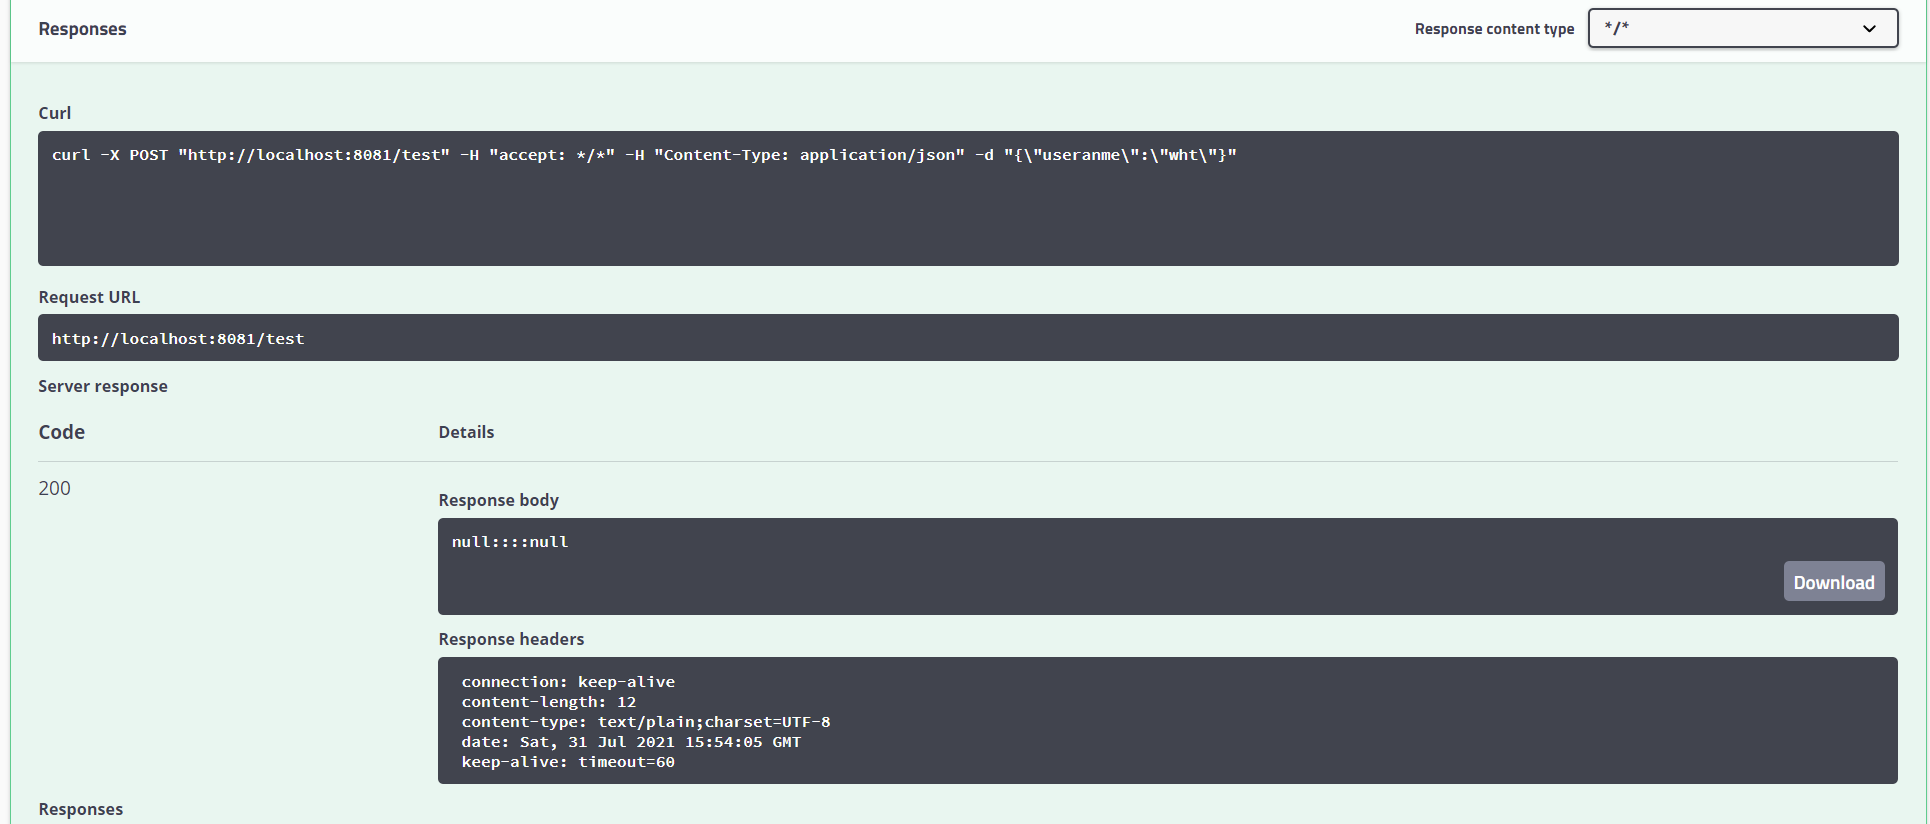 Responses
Response content type
*/*
Curl
curl -X POST "http://localhost:8081/test" -H "accept: */*" -H "Content-Type: application/json" -d "{\"useranme\":\"wht\"}"
Request URL
http://localhost:8081/test
Server response
Code
Details
200
Response body
null::::null
Download
Response headers
connection: keep-alive
content-length: 12
content-type: text/plain;charset=UTF-8
date: Sat, 31 Jul 2021 15:54:05 GMT
keep-alive: timeout=60
Responses